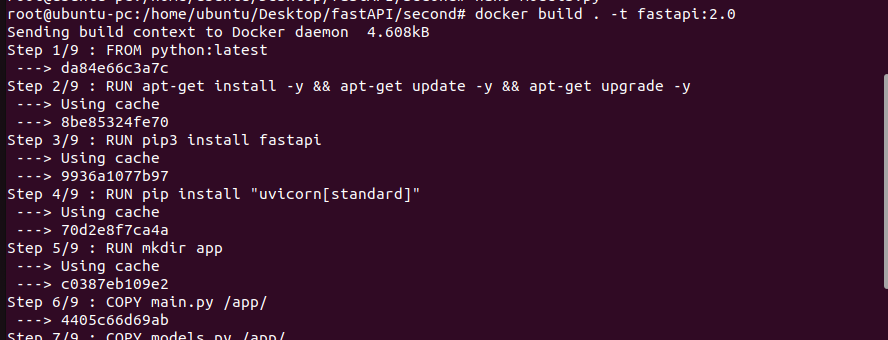 root@ubuntu-pc:/home/ubuntu/Desktop/fastAPI/second# docker build . -t fastapi:2.0
Sending build context to Docker daemon  4.608kB
Step 1/9 : FROM python:latest
 ---> da84e66c3a7c
Step 2/9 : RUN apt-get install -y && apt-get update -y && apt-get upgrade -y
 ---> Using cache
 ---> 8be85324fe70
Step 3/9 : RUN pip3 install fastapi
 ---> Using cache
 ---> 9936a1077b97
Step 4/9 : RUN pip install "uvicorn[standard]"
 ---> Using cache
 ---> 70d2e8f7ca4a
Step 5/9 : RUN mkdir app
 ---> Using cache
 ---> c0387eb109e2
Step 6/9 : COPY main.py /app/
 ---> 4405c66d69ab
Step 7/9 : COPY models.py /app/